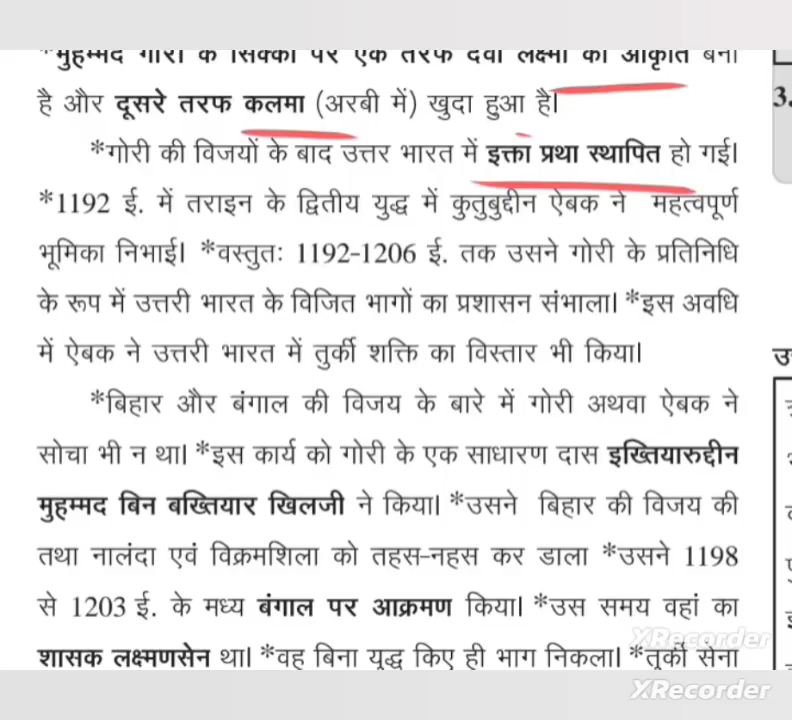 *मुहम्मद गोरी के सिक्कों पर एक तरफ देवी लक्ष्मी की आकृति बनी
है और दूसरे तरफ कलमा (अरबी में) खुदा हुआ है।
3.
*गोरी की विजयों के बाद उत्तर भारत में इक्ता प्रथा स्थापित हो गई।
*1192 ई. में तराइन के द्वितीय युद्ध में कुतुबुद्दीन ऐबक ने महत्वपूर्ण
भूमिका निभाई। *वस्तुतः 1192-1206 ई. तक उसने गोरी के प्रतिनिधि
के रूप में उत्तरी भारत के विजित भागों का प्रशासन संभाला। *इस अवधि
में ऐबक ने उत्तरी भारत में तुर्की शक्ति का विस्तार भी किया।
*बिहार और बंगाल की विजय के बारे में गोरी अथवा ऐबक ने
सोचा भी न था। *इस कार्य को गोरी के एक साधारण दास इख्तियारुद्दीन
मुहम्मद बिन बख्तियार खिलजी ने किया। *उसने बिहार की विजय की
तथा नालंदा एवं विक्रमशिला को तहस-नहस कर डाला *उसने 1198
से 1203 ई. के मध्य बंगाल पर आक्रमण किया। *उस समय वहां का
शासक लक्ष्मणसेन था। *वह बिना युद्ध किए ही भाग निकला। *तुर्की सेना
XRecorder
XRecorder